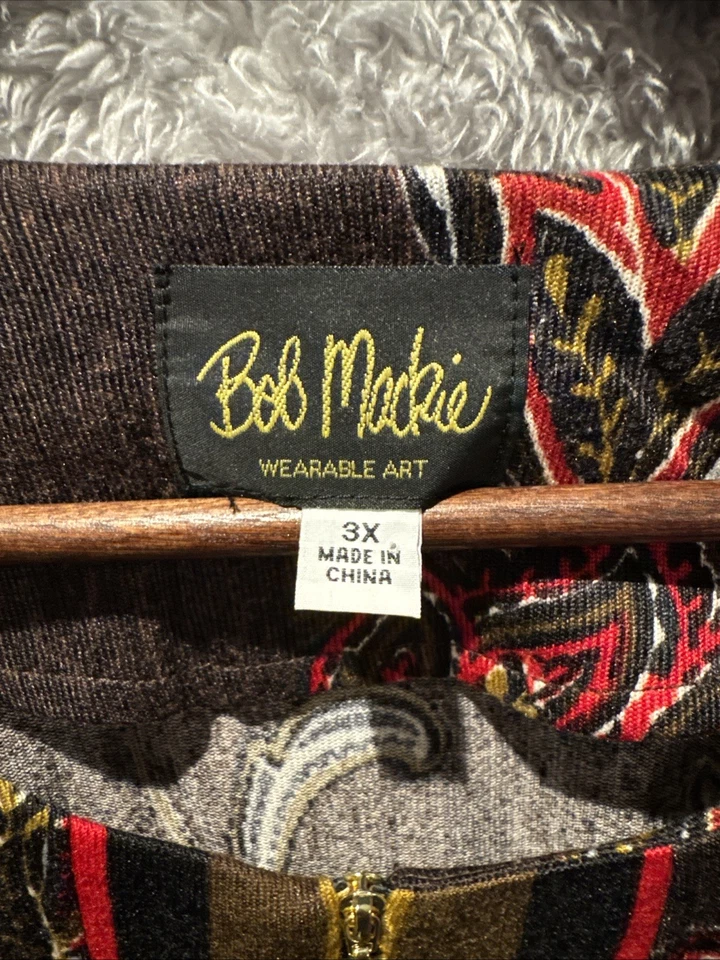 Bob Mackie
WEARABLE ART
3X
MADE IN
CHINA